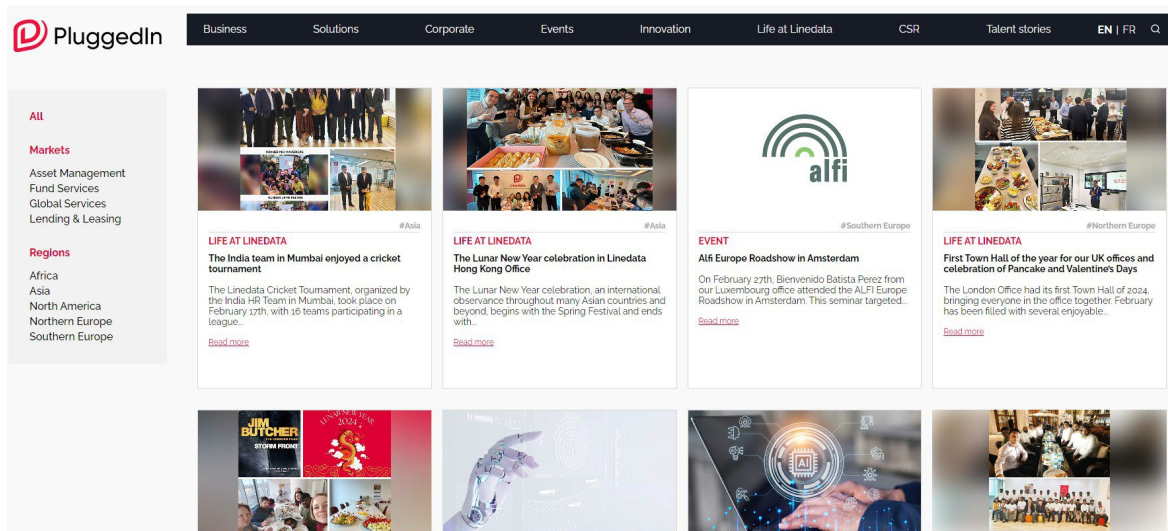 PluggedIn
Business
Solutions
Corporate
Events
Innovation
Life at Linedata
CSR
Talent stories
EN | FR
All
Markets
Asset Management
Fund Services
Global Services
Lending & Leasing
Regions
Africa
Asia
North America
Northern Europe
Southern Europe
#Asia
LIFE AT LINEDATA
The India team in Mumbai enjoyed a cricket
tournament
The Linedata Cricket Tournament, organized by
the India HR Team in Mumbai, took place on
February 17th, with 16 teams participating in a
league...
Read more
#Asia
LIFE AT LINEDATA
The Lunar New Year celebration in Linedata
Hong Kong Office
The Lunar New Year celebration, an international
observance throughout many Asian countries and
beyond, begins with the Spring Festival and ends
with...
Read more
alfi
#Southern Europe
EVENT
Alfi Europe Roadshow in Amsterdam
On February 27th, Bienvenido Batista Perez from
our Luxembourg office attended the ALFI Europe
Roadshow in Amsterdam. This seminar targeted...
Read more
#Northern Europe
LIFE AT LINEDATA
First Town Hall of the year for our UK offices and
celebration of Pancake and Valentine's Days
The London Office had its first Town Hall of 2024,
bringing everyone in the office together. February
has been filled with several enjoyable...
Read more
JIM
BUTCHER
STORM FRONT
LUNAR NEW YEAR
2024
AI